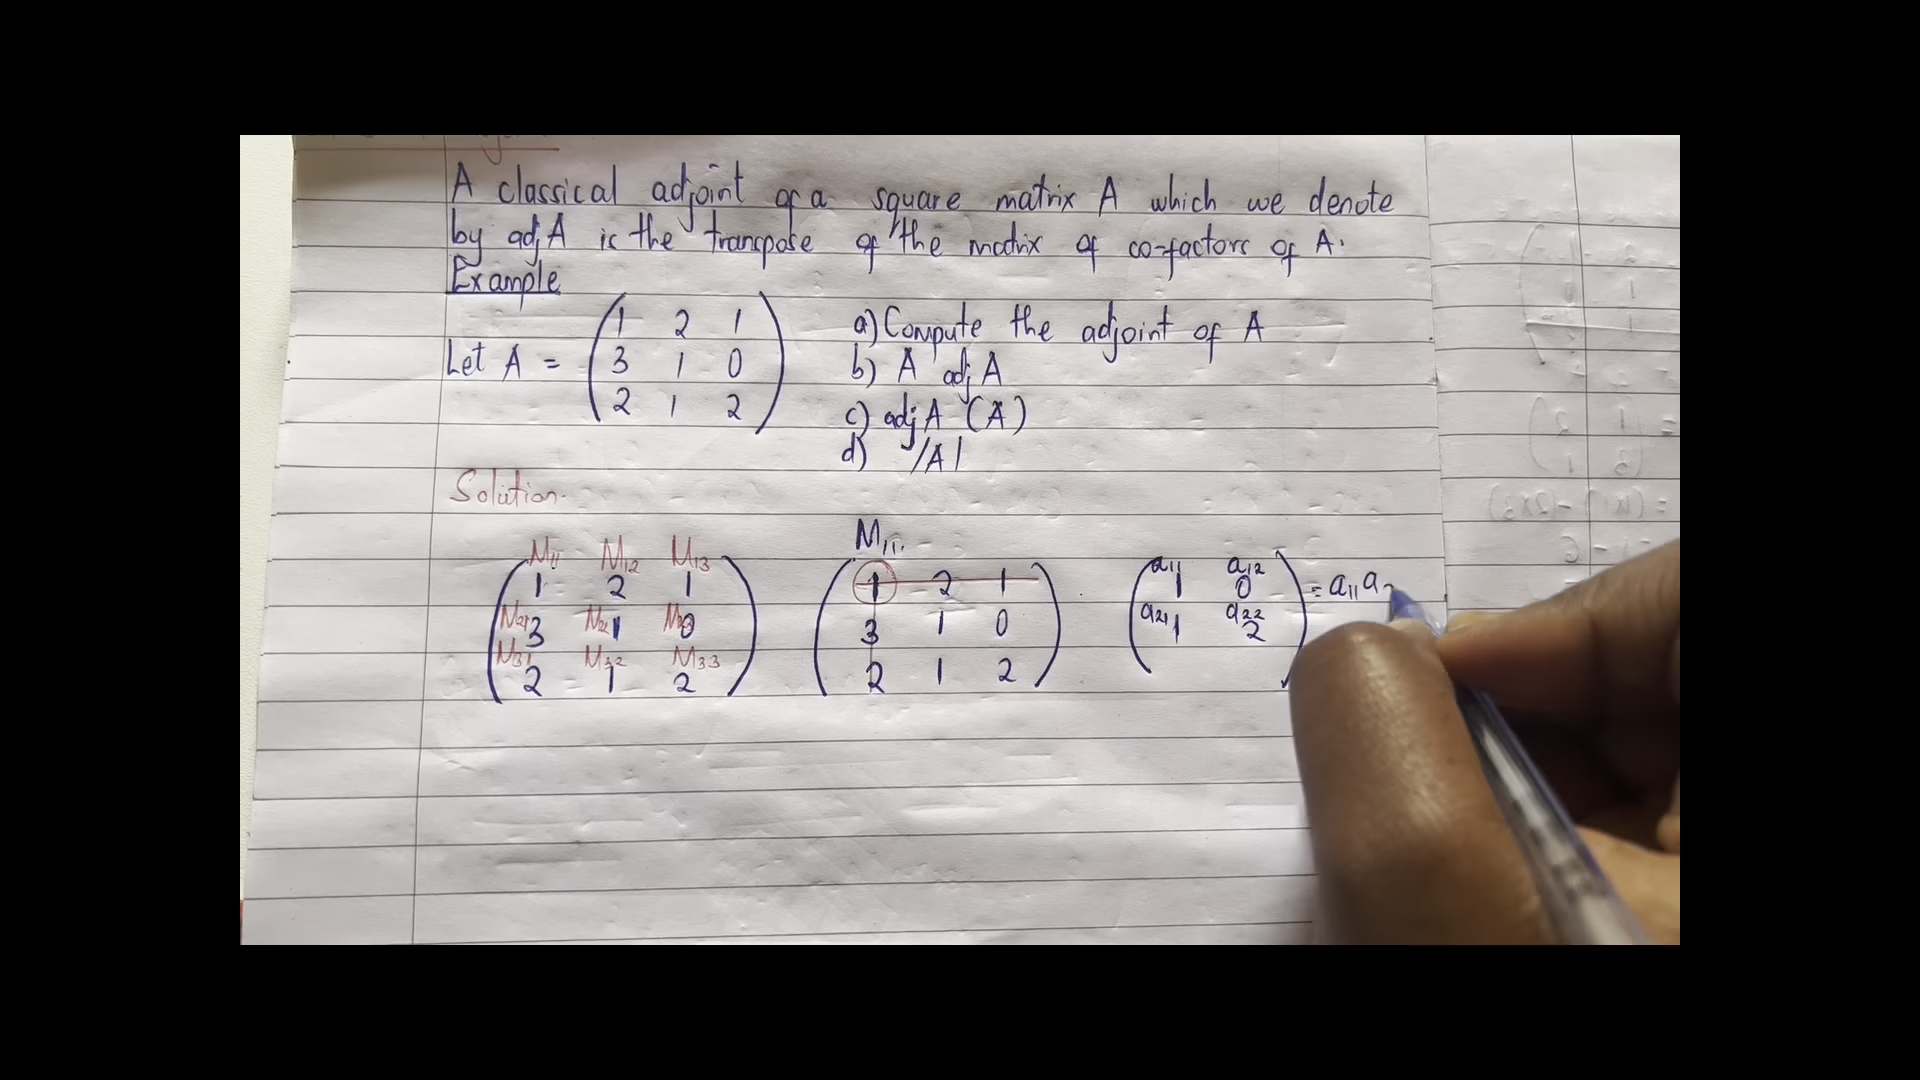 A classical adjoint of a square matrix A which we denote
by adj A is the transpose of the matrix of co-factors of A.
Example
Let A = ( 1 2 1
3 1 0
2 1 2 )
a) Compute the adjoint of A
b) A adj A
c) adj A (A)
d) |A|
Solution.
M11 M12 M13
1 2 1
M21 M22 M23
3 1 0
M31 M32 M33
2 1 2
M11.
1 2 1
3 1 0
2 1 2
a11 a12
1 0
a21 a22
1 2
= a11 a2